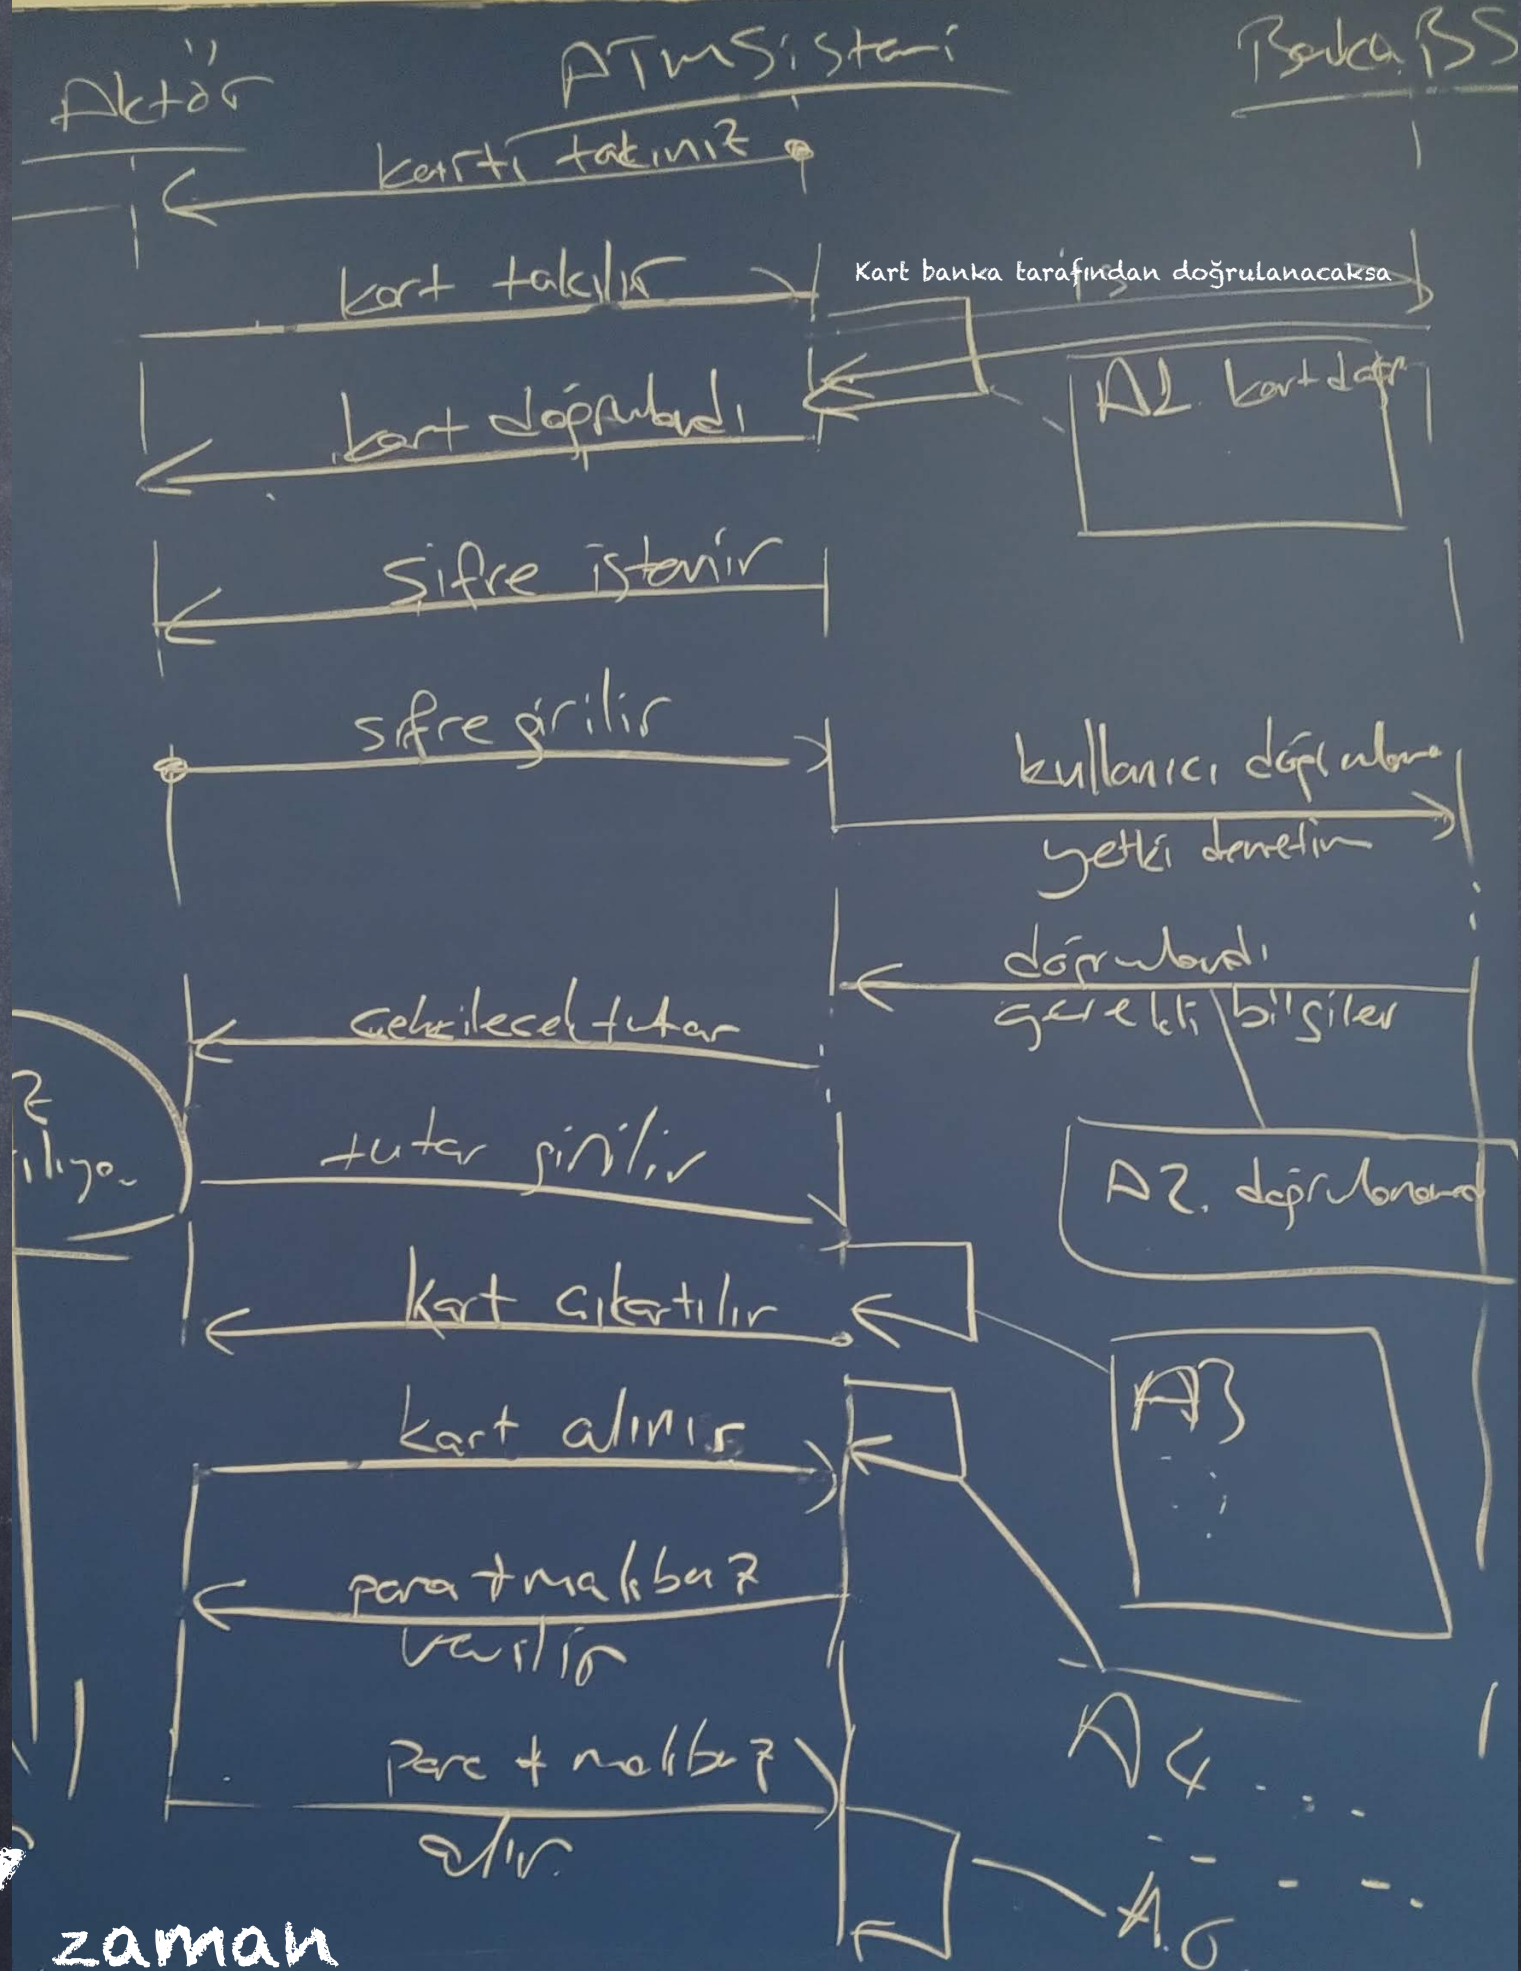 Aktör
ATM Sistemi
Banka BS
kartı takınız
kart takılır
Kart banka tarafından doğrulanacaksa
kart doğrulandı
A1. kart doğr
şifre istenir
şifre girilir
kullanıcı doğrulama
yetki denetim
doğrulandı
gerekli bilgiler
çekilecek tutar
tutar girilir
A2. doğrulanamadı
kart çıkartılır
A3
kart alınır
para + makbuz
verilir
A4
para + makbuz
alır.
A.6
zaman